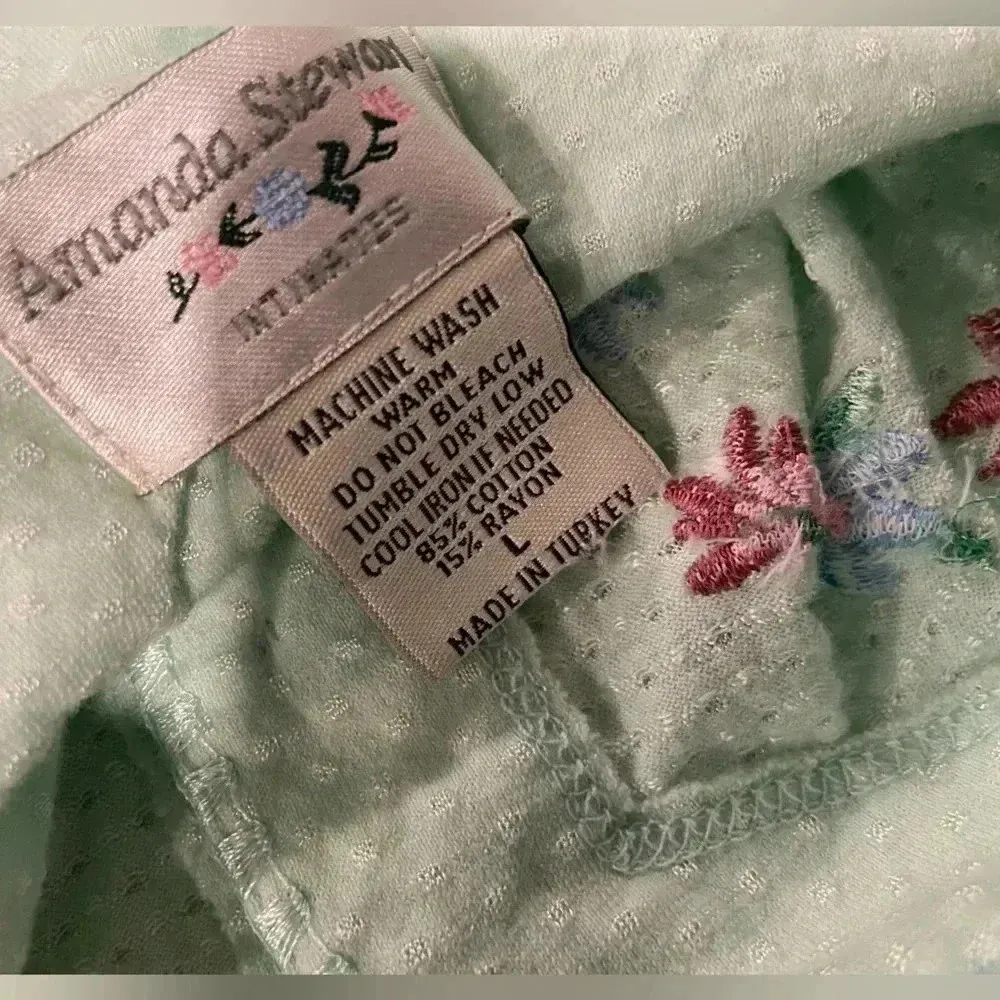 Amanda Stewart
INTIMATES
MACHINE WASH
WARM
DO NOT BLEACH
TUMBLE DRY LOW
COOL IRON IF NEEDED
85% COTTON
15% RAYON
L
MADE IN TURKEY